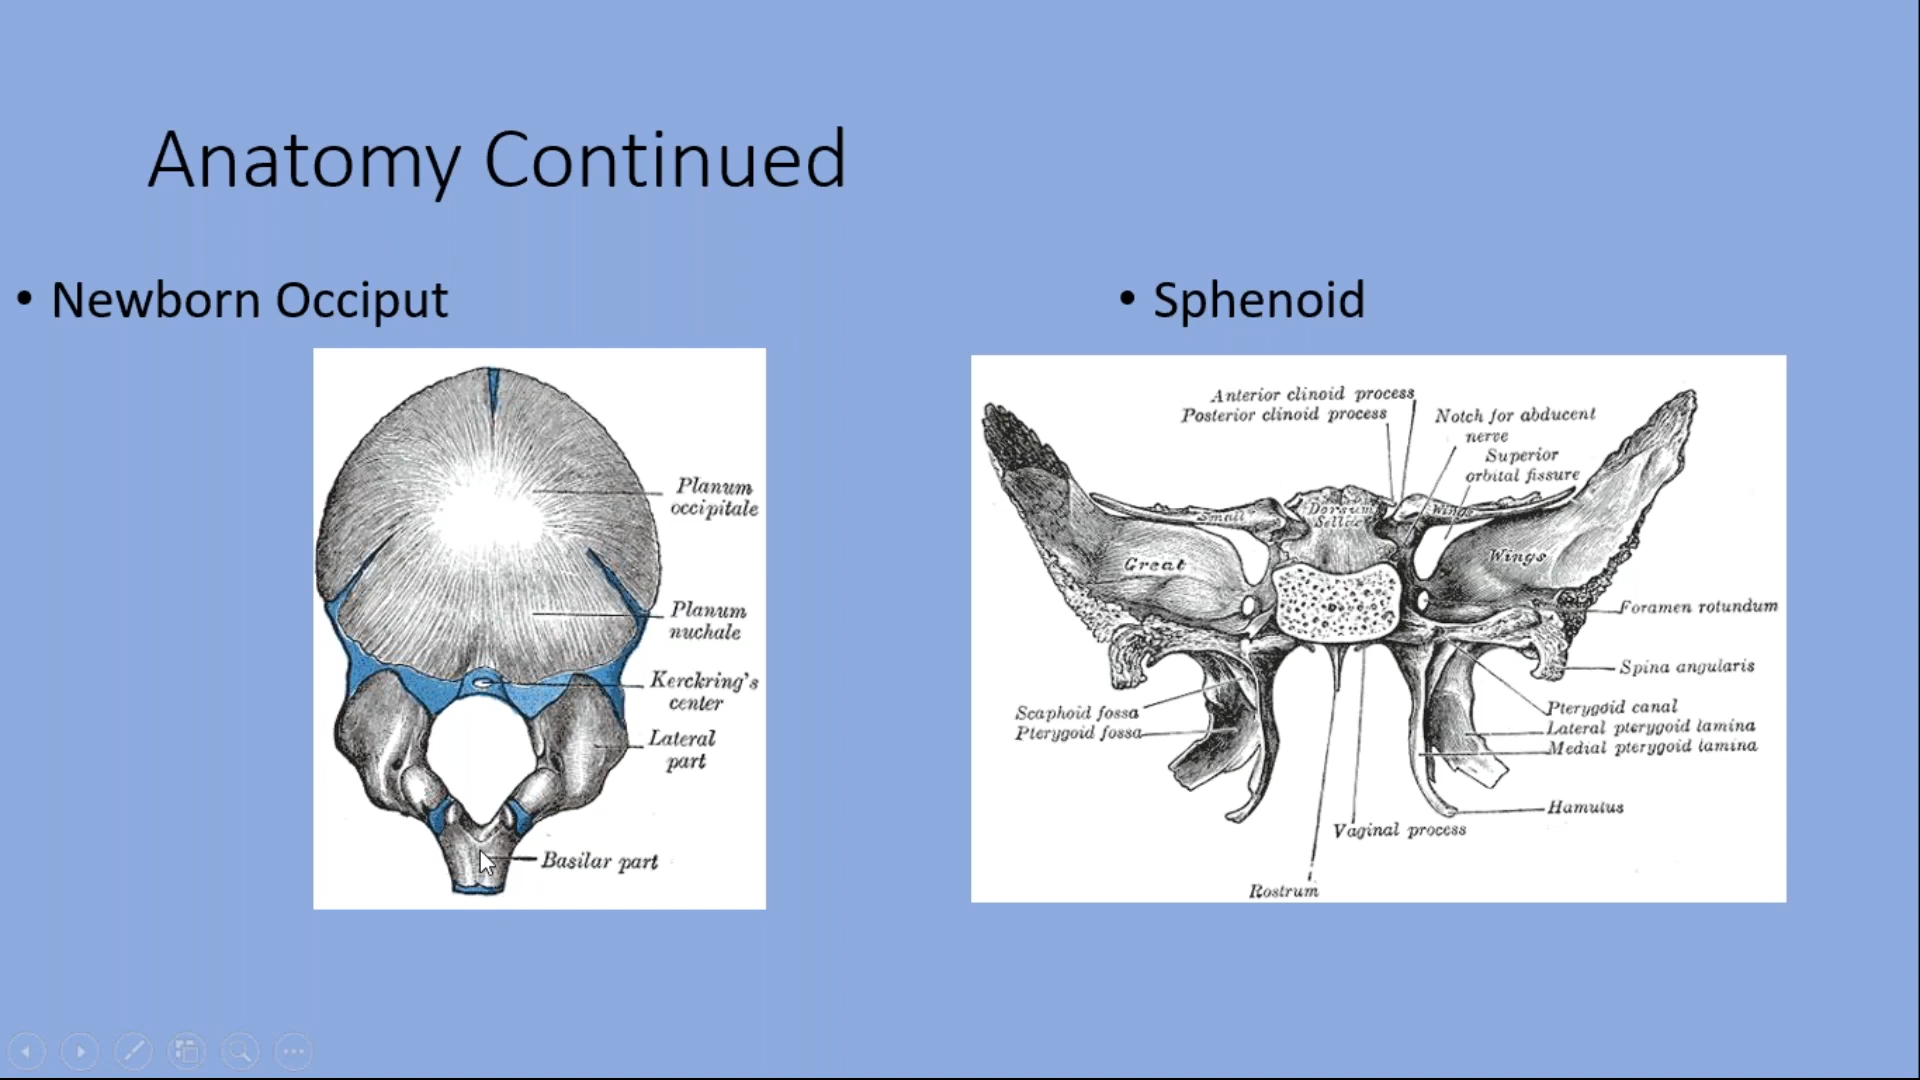 Anatomy Continued
• Newborn Occiput
Planum
occipitale
Planum
nuchale
Kerckring's
center
Lateral
part
Basilar part
• Sphenoid
Anterior clinoid process
Posterior clinoid process
Notch for abducent
nerve
Superior
orbital fissure
Small
Dorsum
Sellae
Wings
Great
Wings
Foramen rotundum
Spina angularis
Pterygoid canal
Lateral pterygoid lamina
Medial pterygoid lamina
Hamulus
Scaphoid fossa
Pterygoid fossa
Vaginal process
Rostrum